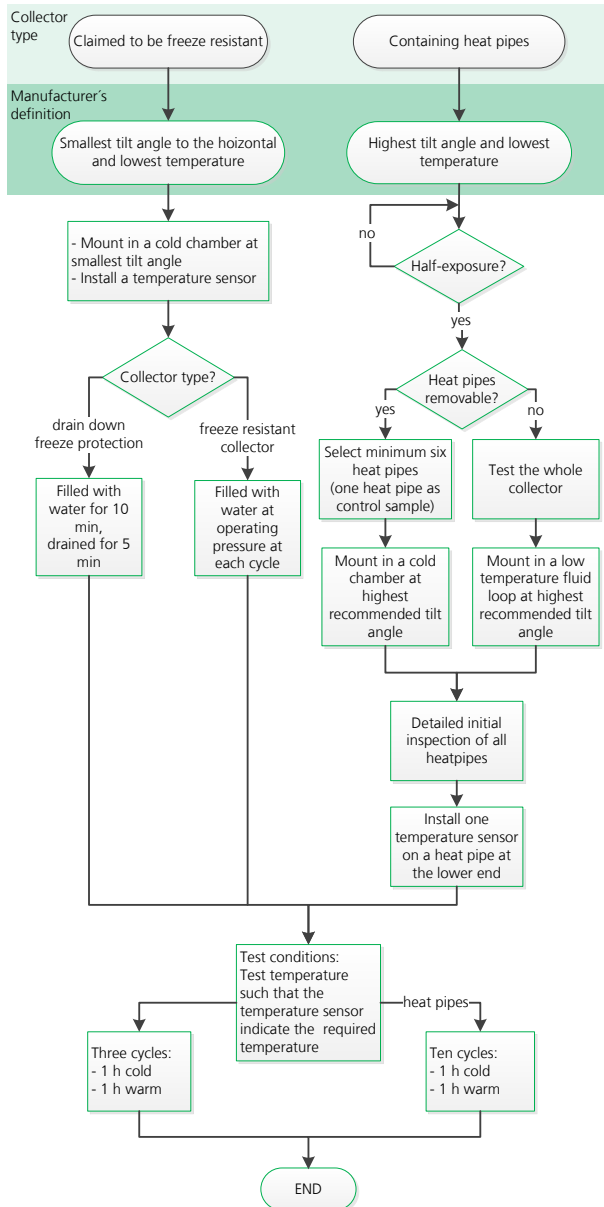 Collector
type
Claimed to be freeze resistant
Containing heat pipes
Manufacturer´s
definition
Smallest tilt angle to the hoizontal
and lowest temperature
Highest tilt angle and lowest
temperature
- Mount in a cold chamber at
smallest tilt angle
- Install a temperature sensor
no
Half-exposure?
yes
Collector type?
Heat pipes
removable?
drain down
freeze protection
freeze resistant
collector
yes
no
Filled with
water for 10
min,
drained for 5
min
Filled with
water at
operating
pressure at
each cycle
Select minimum six
heat pipes
(one heat pipe as
control sample)
Test the whole
collector
Mount in a cold
chamber at
highest
recommended tilt
angle
Mount in a low
temperature fluid
loop at highest
recommended tilt
angle
Detailed initial
inspection of all
heatpipes
Install one
temperature sensor
on a heat pipe at
the lower end
Test conditions:
Test temperature
such that the
temperature sensor
indicate the required
temperature
heat pipes
Three cycles:
- 1 h cold
- 1 h warm
Ten cycles:
- 1 h cold
- 1 h warm
END